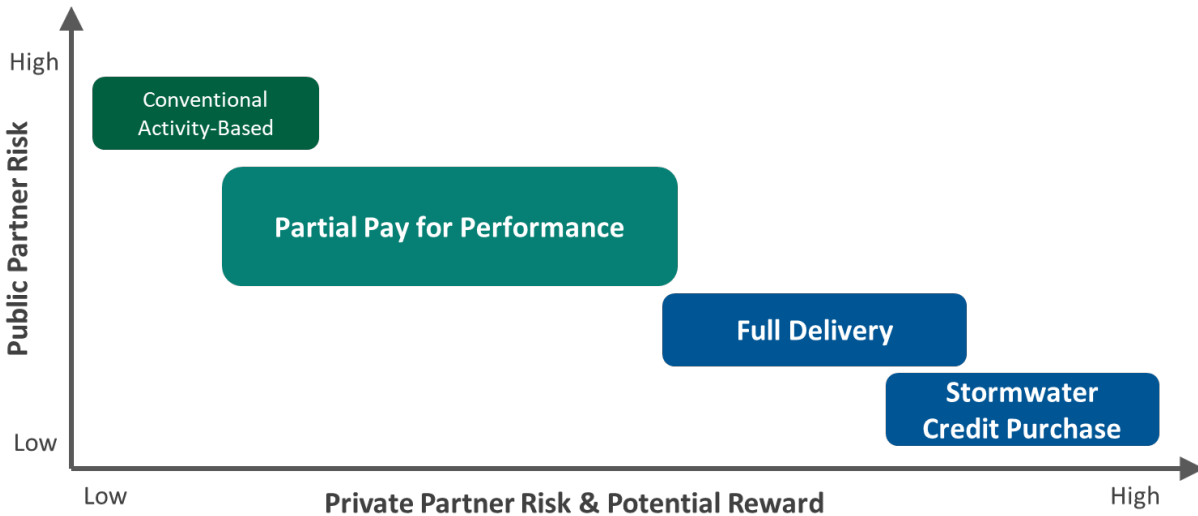 High
Conventional
Activity-Based
Public Partner Risk
Partial Pay for Performance
Full Delivery
Stormwater
Credit Purchase
Low
Low
Private Partner Risk & Potential Reward
High